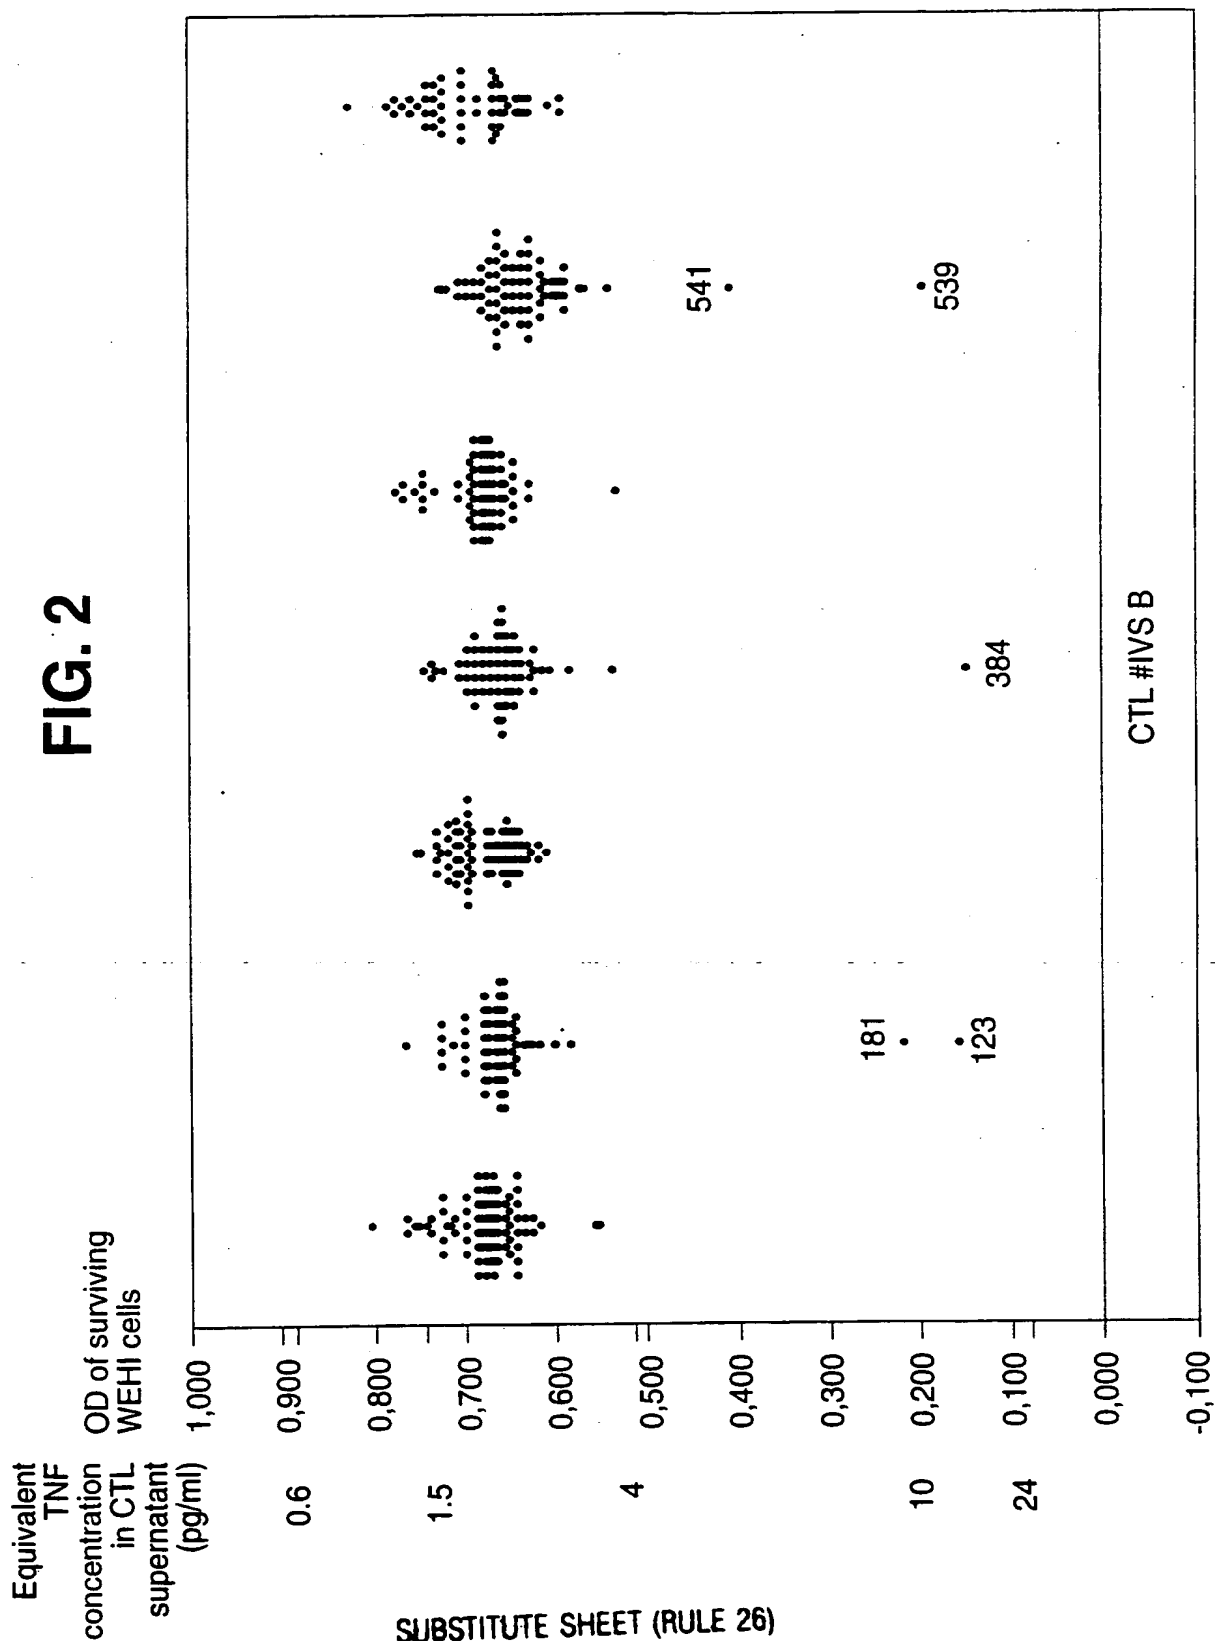 FIG. 2
Equivalent
TNF
concentration
in CTL
supernatant
(pg/ml)
OD of surviving
WEHI cells
1,000
0,900
0,800
0,700
0,600
0,500
0,400
0,300
0,200
0,100
0,000
-0,100
0.6
1.5
4
10
24
181
123
384
541
539
CTL #IVS B
SUBSTITUTE SHEET (RULE 26)